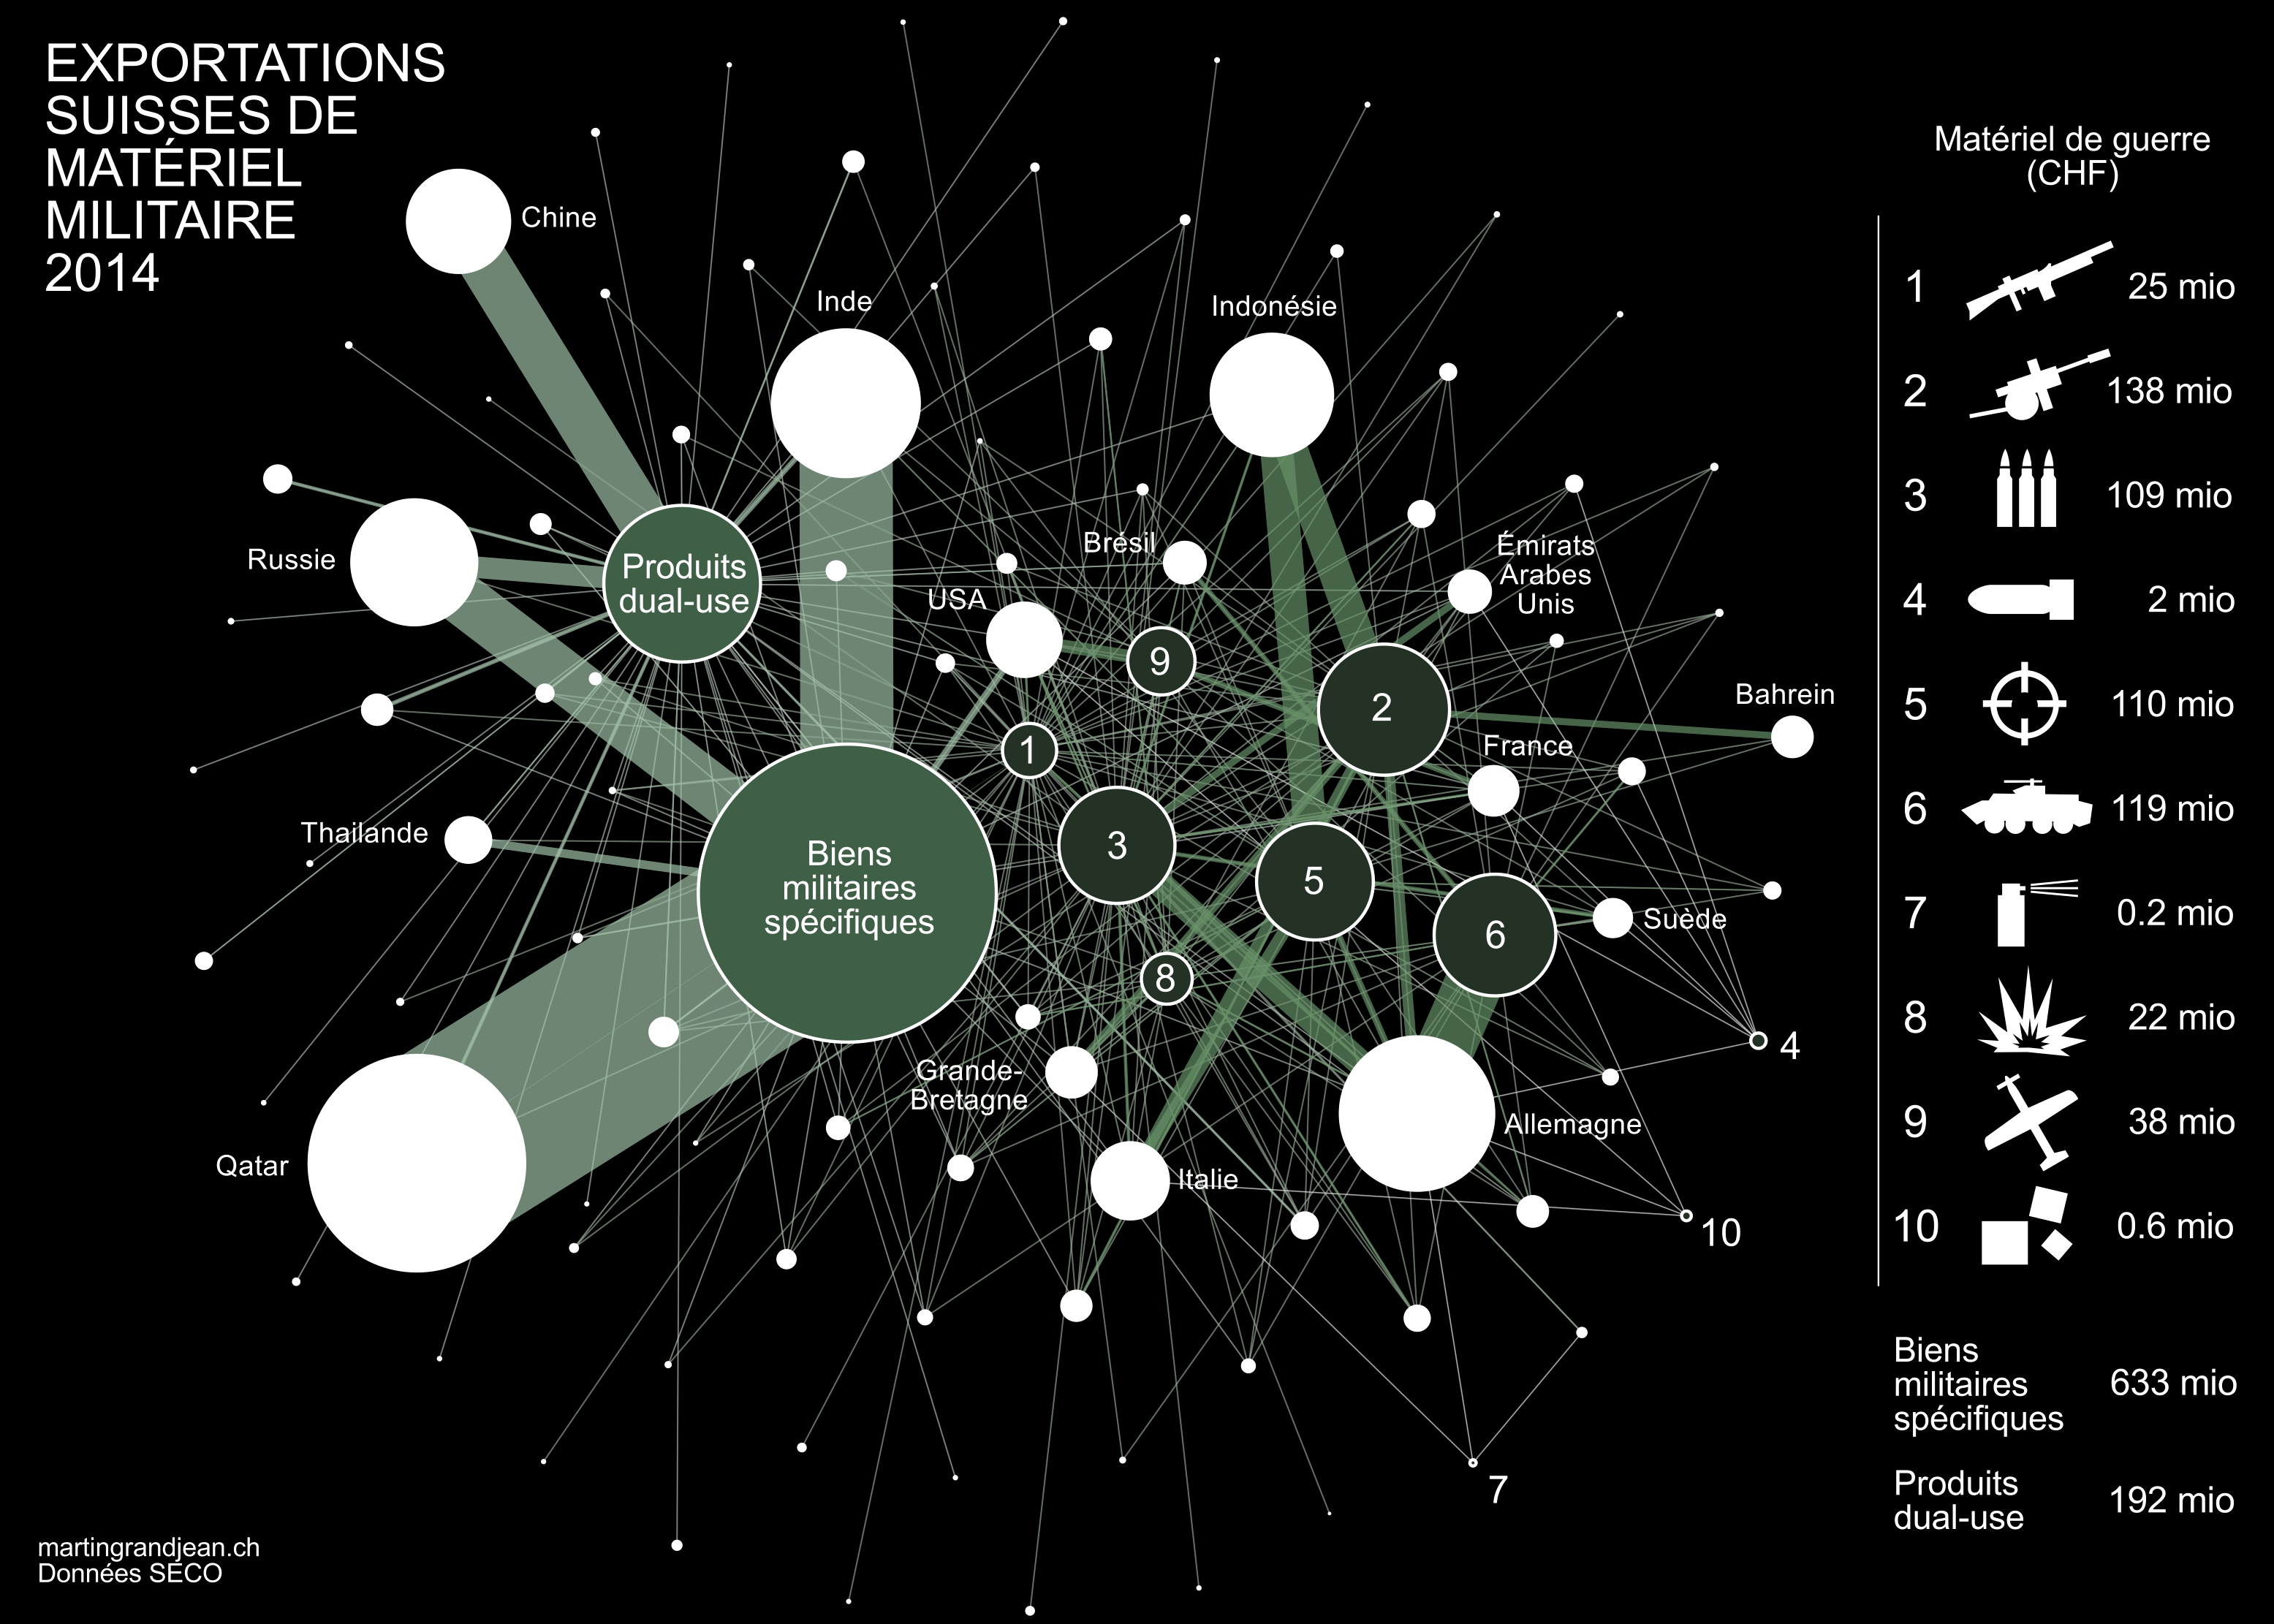 EXPORTATIONS
SUISSES DE
MATÉRIEL
MILITAIRE
2014
Chine
Inde
Indonésie
Russie
Produits
dual-use
Brésil
USA
Émirats
Arabes
Unis
9
2
Bahrein
1
France
Thailande
3
Biens
militaires
spécifiques
5
6
Suède
8
4
Grande-
Bretagne
Allemagne
Qatar
Italie
10
7
Matériel de guerre
(CHF)
1 25 mio
2 138 mio
3 109 mio
4 2 mio
5 110 mio
6 119 mio
7 0.2 mio
8 22 mio
9 38 mio
10 0.6 mio
Biens
militaires 633 mio
spécifiques
Produits
dual-use 192 mio
martingrandjean.ch
Données SECO